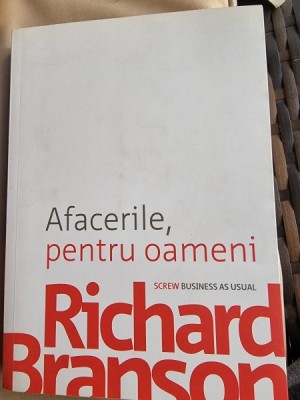 Afacerile,
pentru oameni
SCREW BUSINESS AS USUAL
Richard
Branson